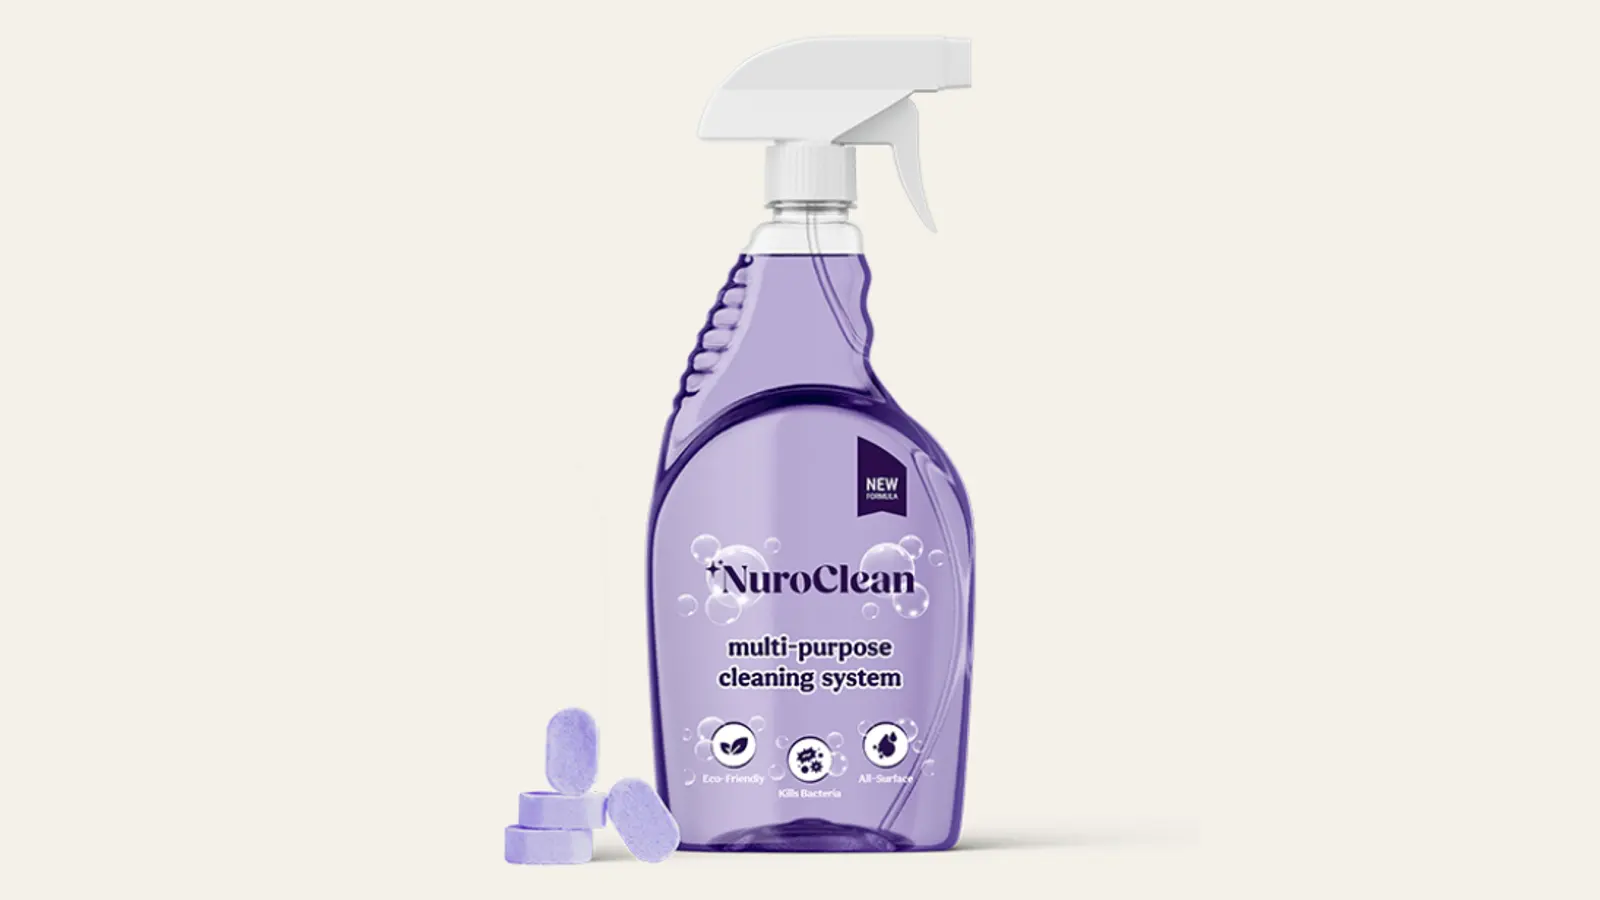 NEW
FORMULA
NuroClean
multi-purpose
cleaning system
Eco-Friendly
Kills Bacteria
All-Surface